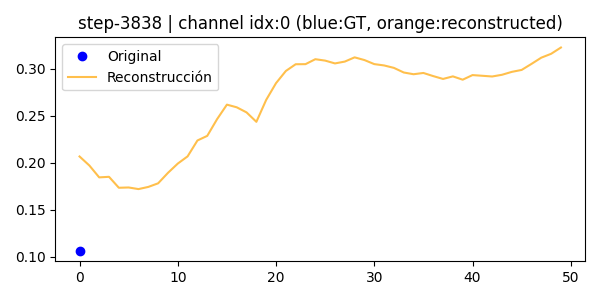 step-3838 | channel idx:0 (blue:GT, orange:reconstructed)
Original
Reconstrucción
0.30
0.25
0.20
0.15
0.10
0 10 20 30 40 50